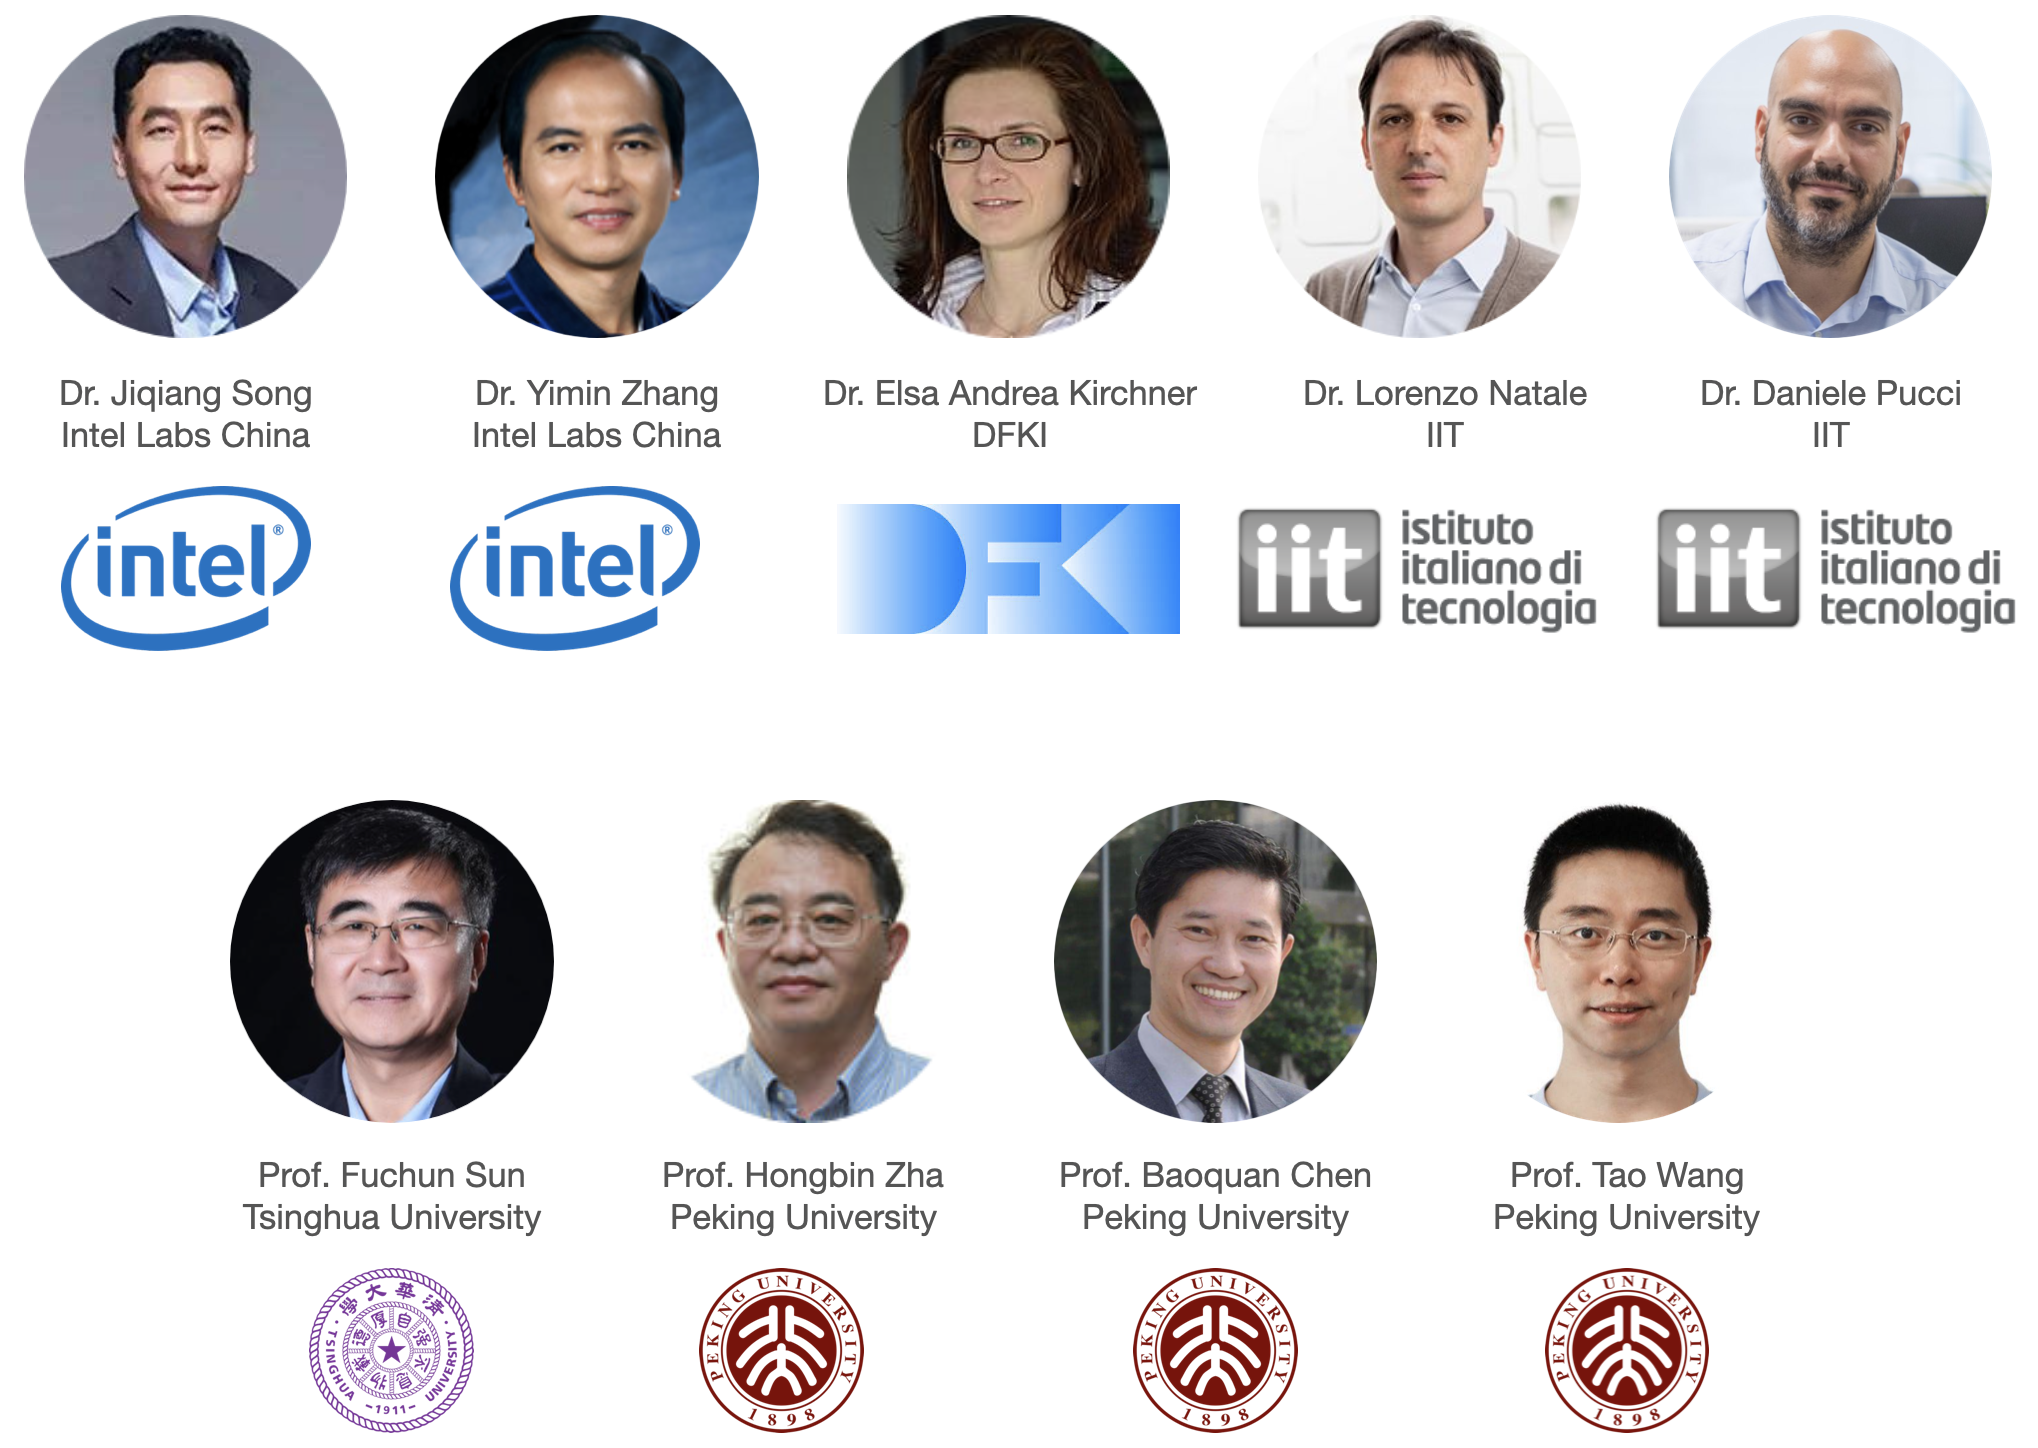 Dr. Jiqiang Song
Intel Labs China
Dr. Yimin Zhang
Intel Labs China
Dr. Elsa Andrea Kirchner
DFKI
Dr. Lorenzo Natale
IIT
Dr. Daniele Pucci
IIT
intel®
intel®
DFK
iit istituto
italiano di
tecnologia
iit istituto
italiano di
tecnologia
Prof. Fuchun Sun
Tsinghua University
Prof. Hongbin Zha
Peking University
Prof. Baoquan Chen
Peking University
Prof. Tao Wang
Peking University
清華大學
自强不息
厚德載物
TSINGHUA UNIVERSITY
–1911–
PEKING UNIVERSITY
1898
PEKING UNIVERSITY
1898
PEKING UNIVERSITY
1898